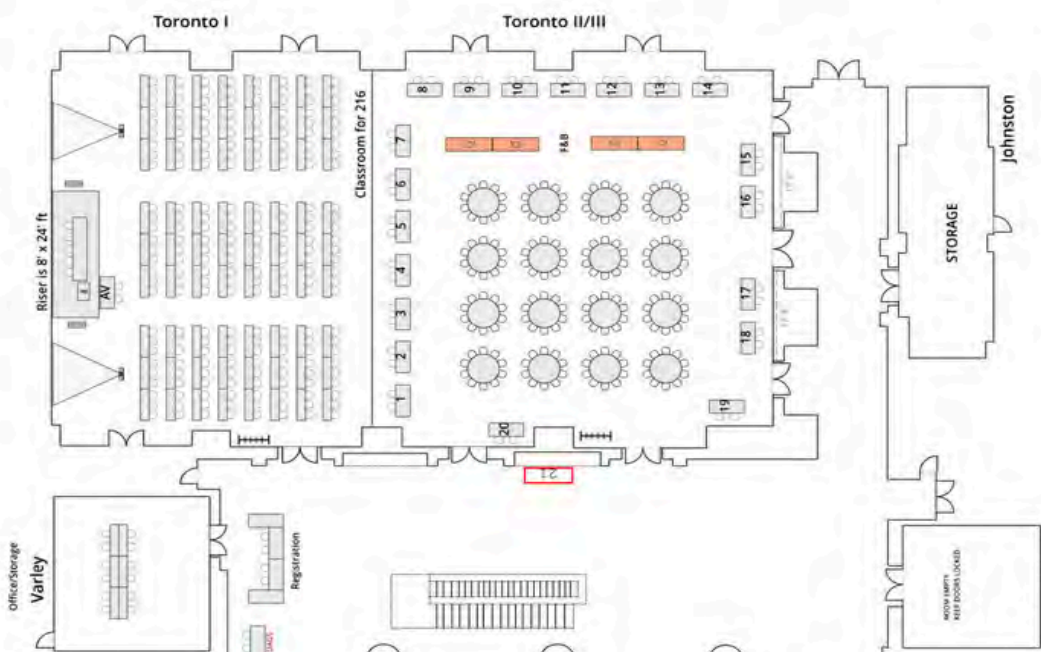 Toronto I
Toronto II/III
8
9
10
11
12
13
14
Classroom for 216
F&B
7
6
5
4
3
2
1
15
16
17
18
19
20
21
Riser is 8' x 24' ft
AV
STORAGE
Johnston
Office/Storage
Varley
Registration
ROOM EMPTY
KEEP DOORS LOCKED